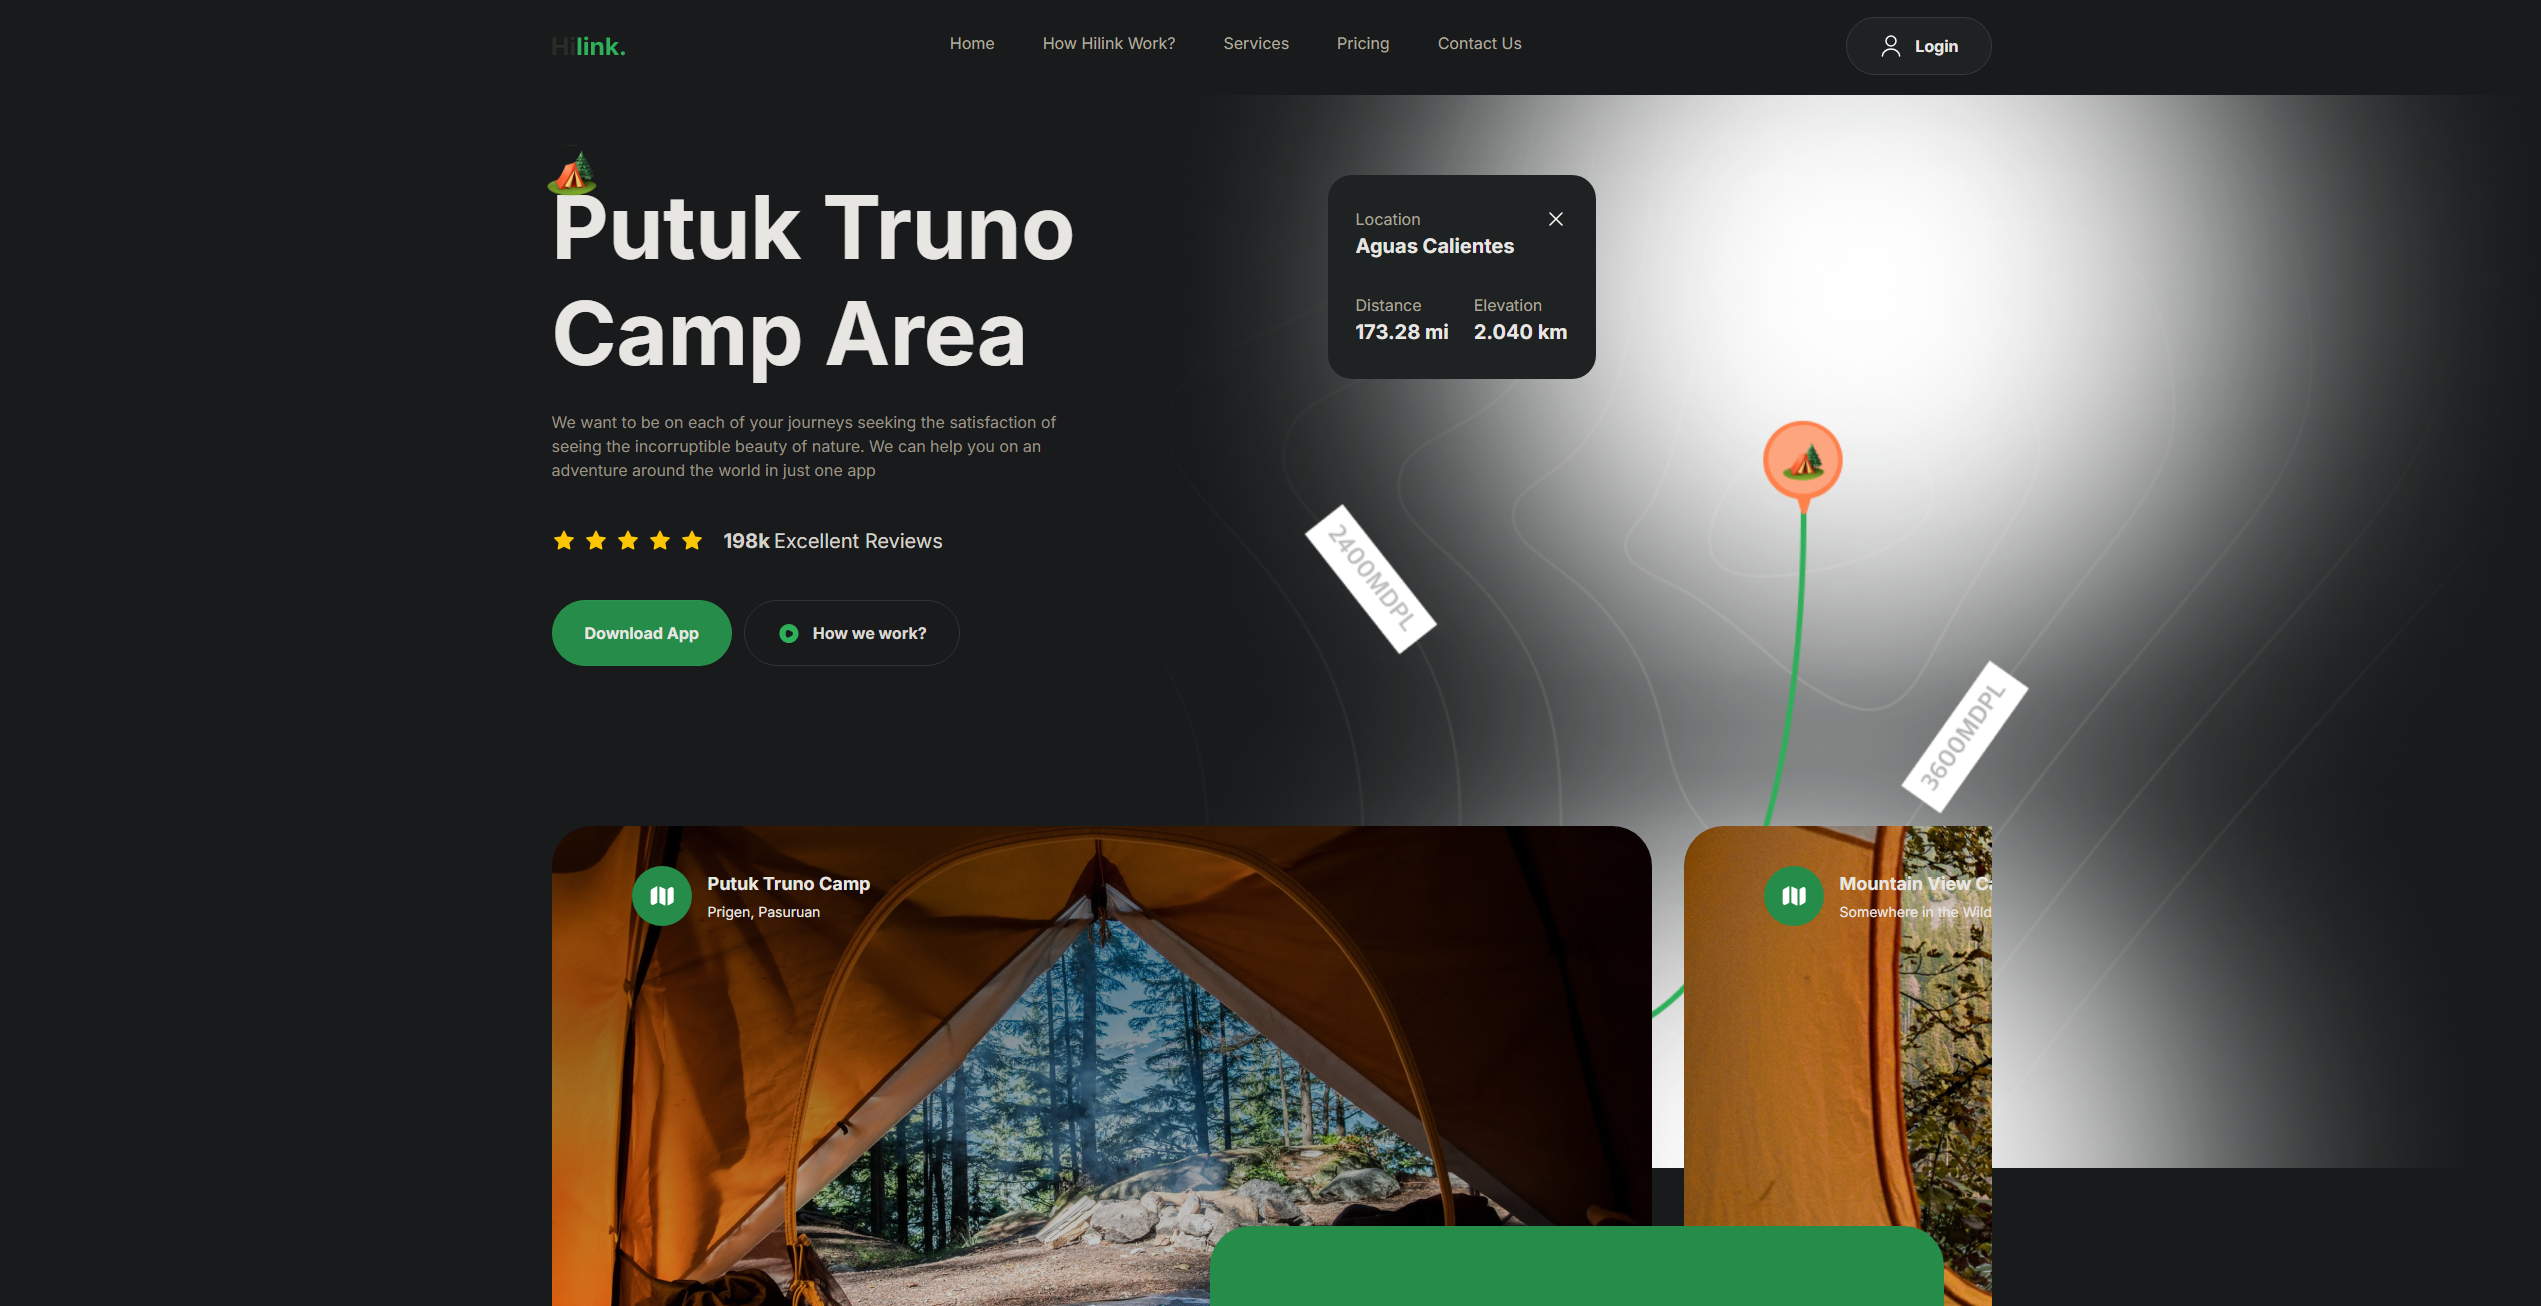 Hilink.
Home
How Hilink Work?
Services
Pricing
Contact Us
Login
Putuk Truno
Camp Area
We want to be on each of your journeys seeking the satisfaction of
seeing the incorruptible beauty of nature. We can help you on an
adventure around the world in just one app
198k Excellent Reviews
Download App
How we work?
Location
Aguas Calientes
Distance
Elevation
173.28 mi
2.040 km
2400MDPL
3600MDPL
Putuk Truno Camp
Prigen, Pasuruan
Mountain View Ca
Somewhere in the Wild